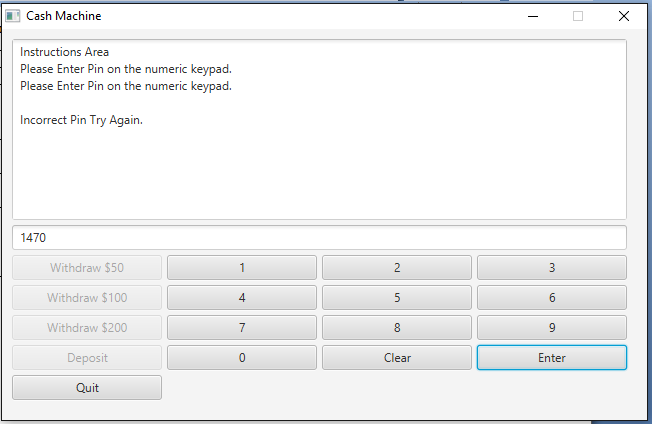 Cash Machine
Instructions Area
Please Enter Pin on the numeric keypad.
Please Enter Pin on the numeric keypad.
Incorrect Pin Try Again.
1470
Withdraw $50 1 2 3
Withdraw $100 4 5 6
Withdraw $200 7 8 9
Deposit 0 Clear Enter
Quit